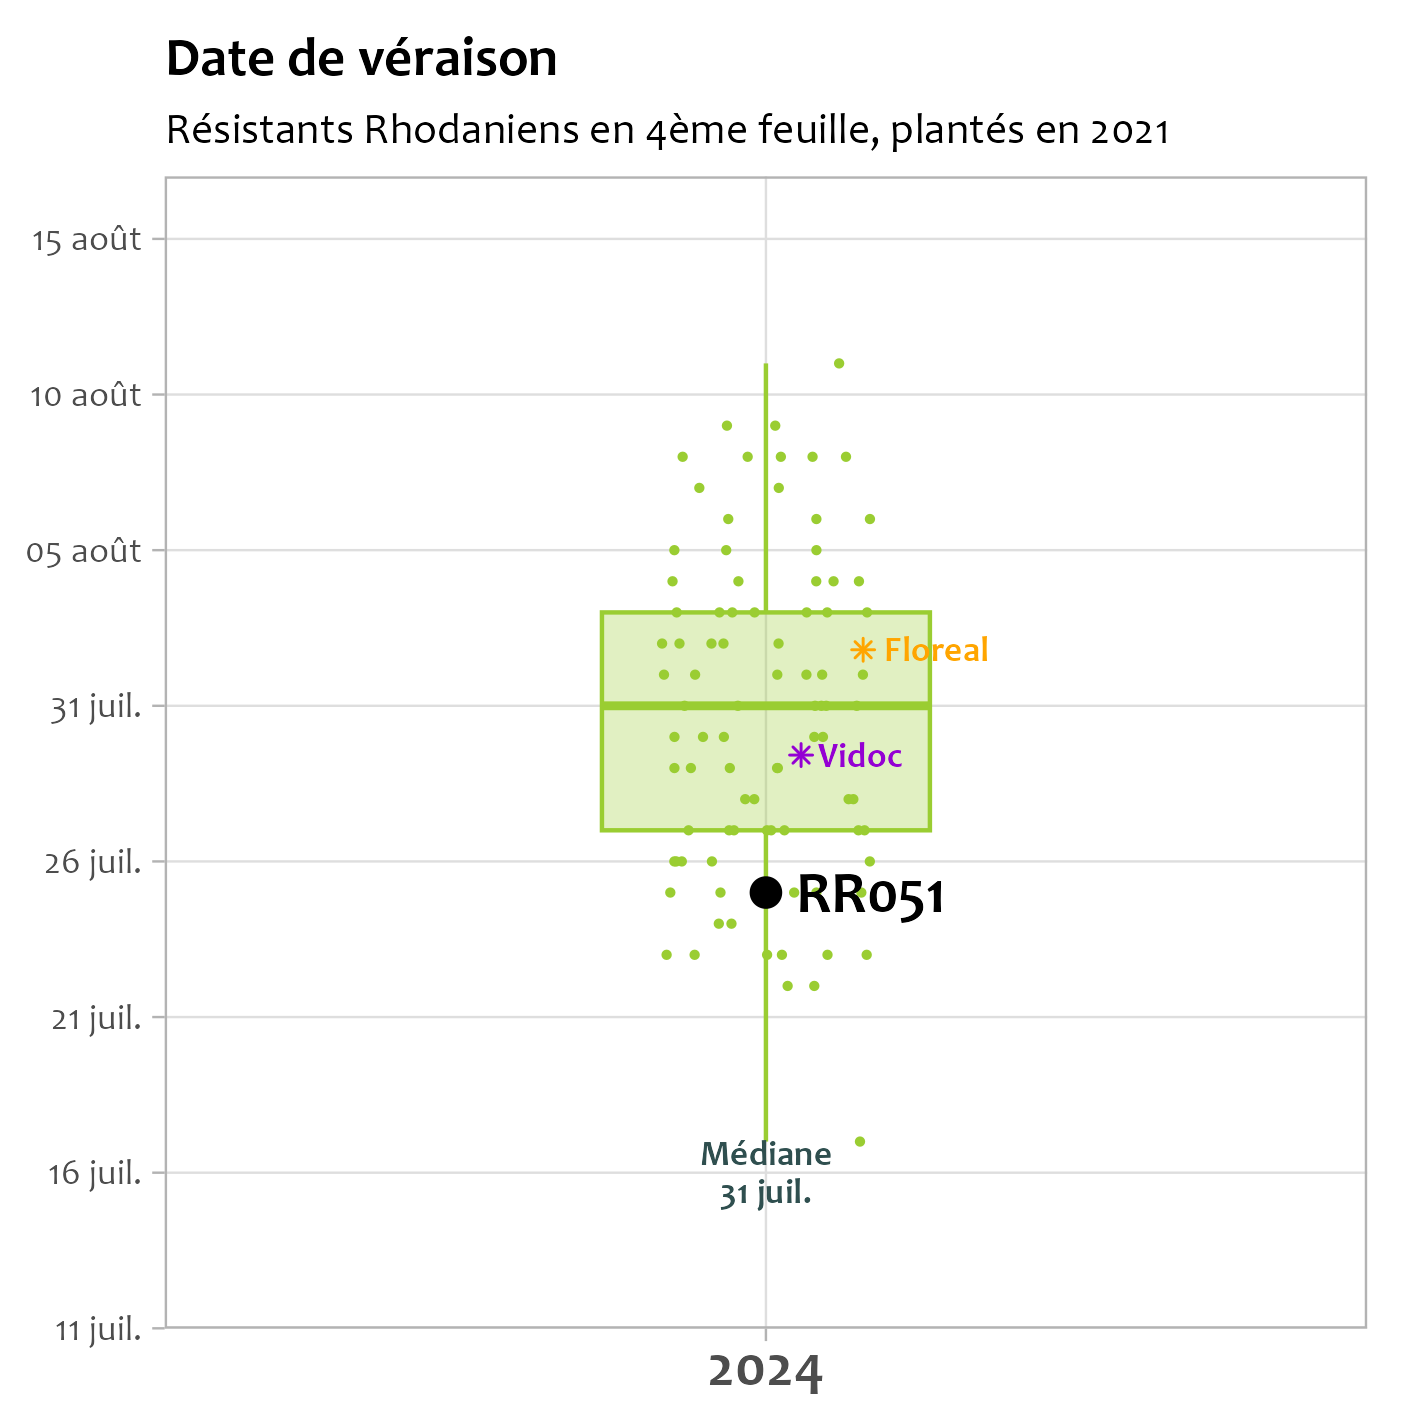 Date de véraison
Résistants Rhodaniens en 4ème feuille, plantés en 2021
15 août
10 août
05 août
31 juil.
26 juil.
21 juil.
16 juil.
11 juil.
Floreal
Vidoc
RR051
Médiane
31 juil.
2024